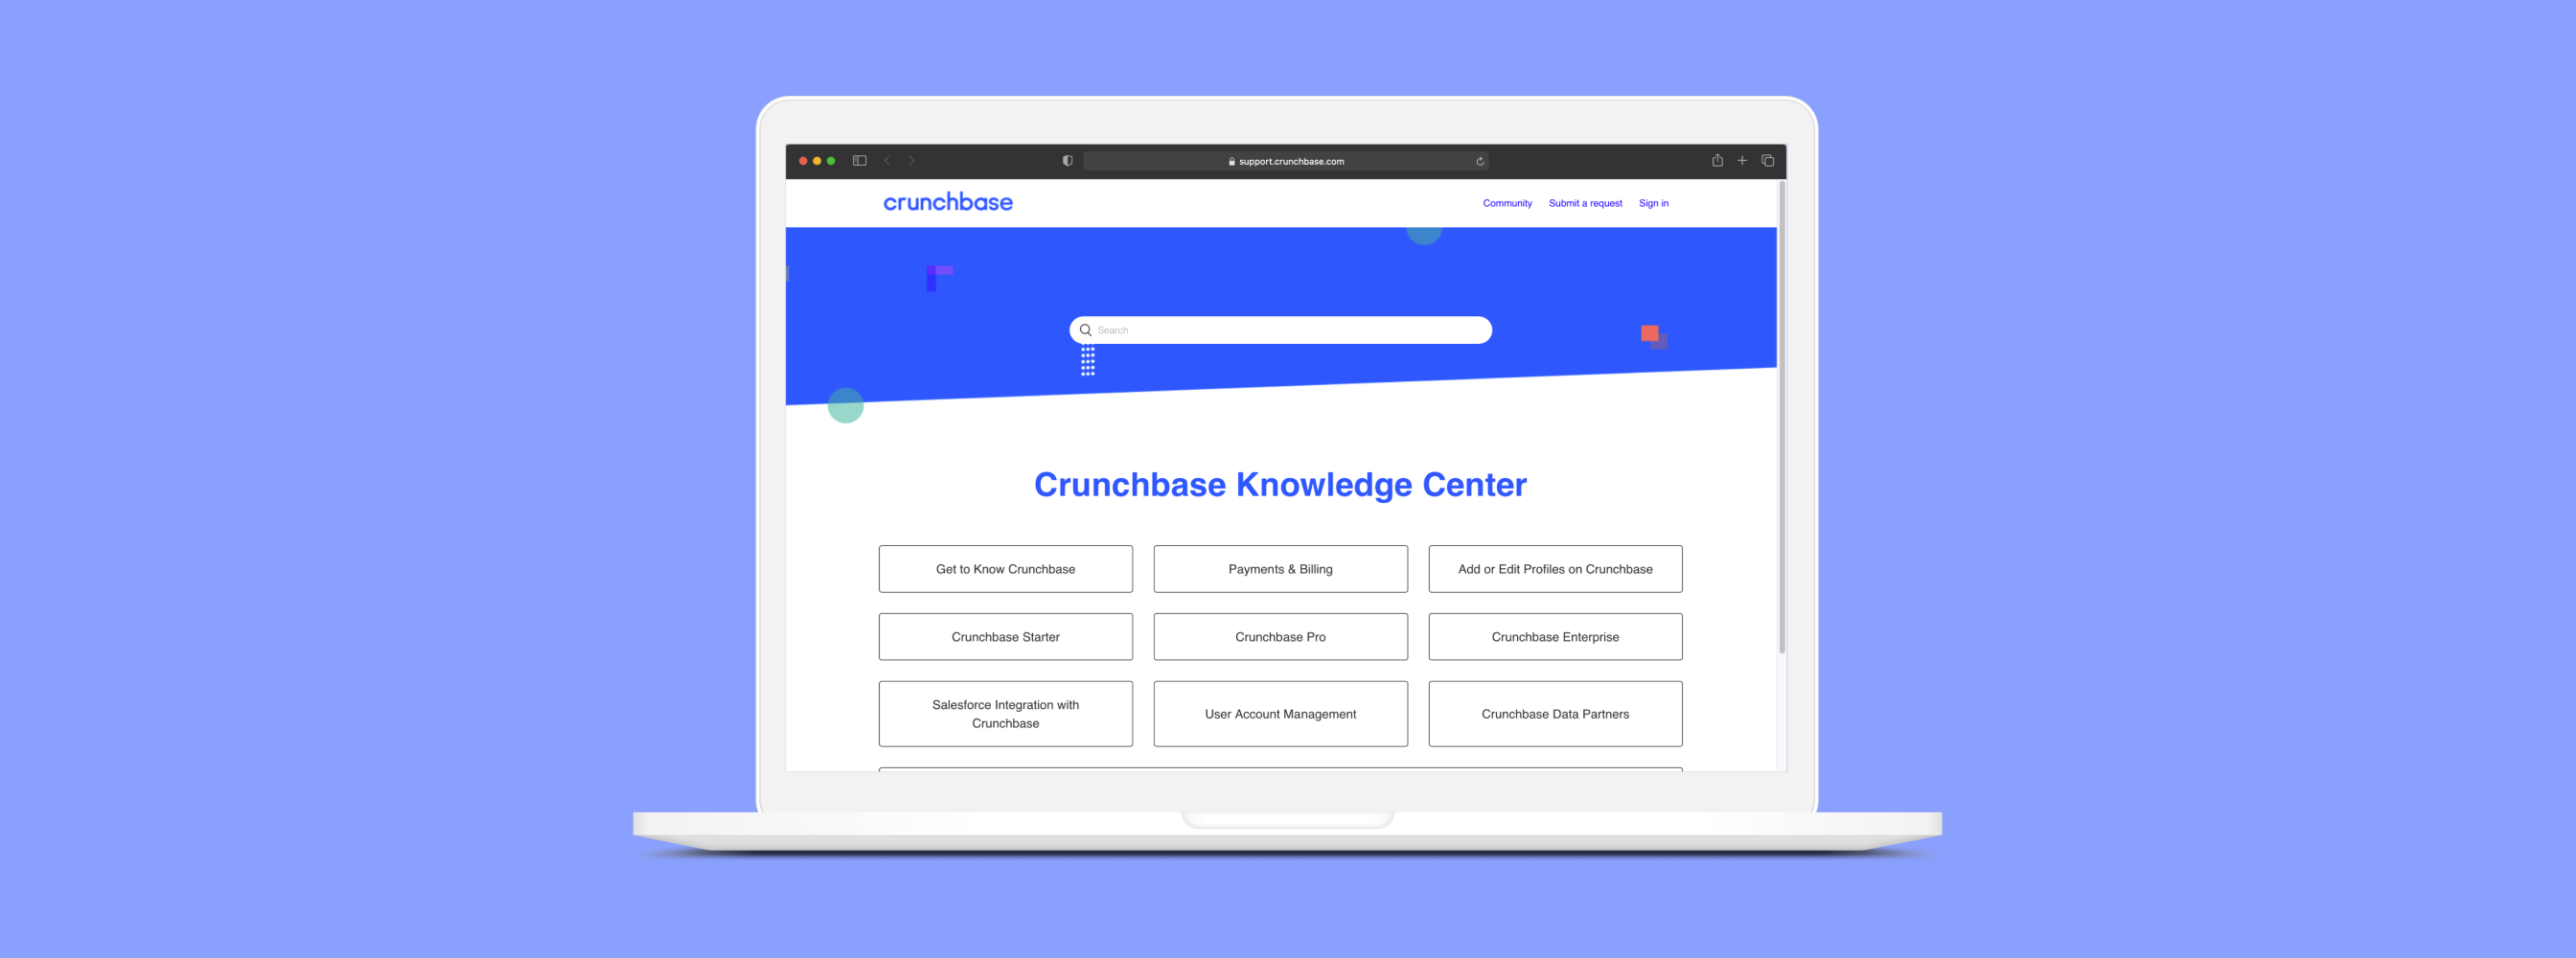 support.crunchbase.com
crunchbase
Community
Submit a request
Sign in
Search
Crunchbase Knowledge Center
Get to Know Crunchbase
Payments & Billing
Add or Edit Profiles on Crunchbase
Crunchbase Starter
Crunchbase Pro
Crunchbase Enterprise
Salesforce Integration with
Crunchbase
User Account Management
Crunchbase Data Partners